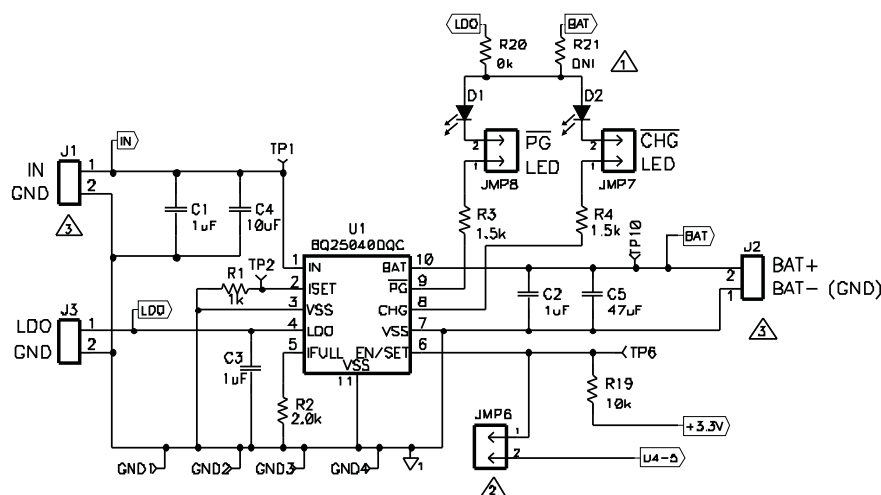 LDO BAT
R20 R21
0k DNI
1
D1 D2
2 PG 2 CHG
1 LED 1 LED
JMP8 JMP7
IN
TP1
J1
IN 1
GND 2
3
C1 C4
1uF 10uF
R3 R4
1.5k 1.5k
U1
BQ25040DQC
TP10
BAT
J2
1 IN BAT 10
2 ISET PG 9
3 VSS CHG 8
4 LDO VSS 7
5 IFULL EN/SET 6
VSS
11
R1 TP2
1k
C2 C5
1uF 47uF
2 BAT+
1 BAT- (GND)
3
J3
LDO 1
GND 2
LDO
C3
1uF
R2
2.0k
TP6
R19
10k
JMP6
1
2
+3.3V
U4-5
2
GND1 GND2 GND3 GND4 1